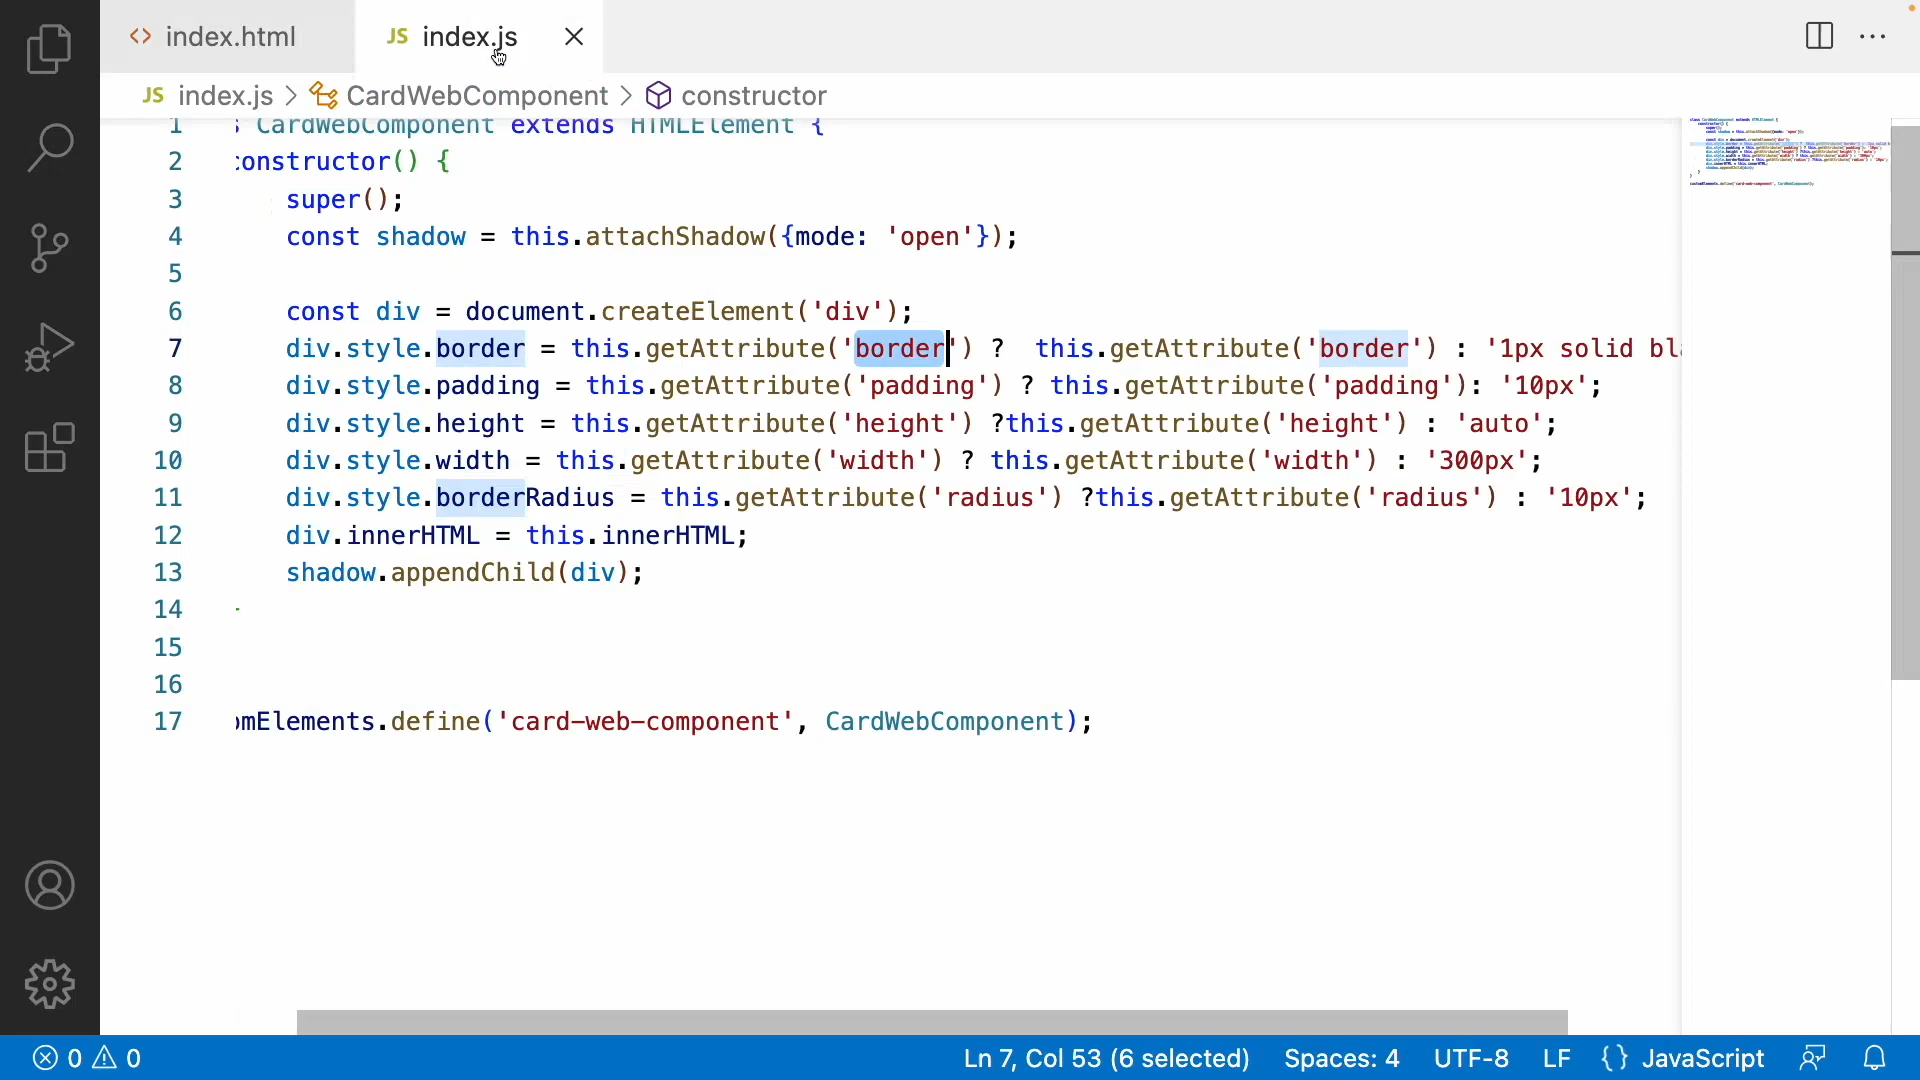 index.html
JS index.js
JS index.js > CardWebComponent > constructor
1 CardWebComponent extends HTMLElement {
2 constructor() {
3 super();
4 const shadow = this.attachShadow({mode: 'open'});
5
6 const div = document.createElement('div');
7 div.style.border = this.getAttribute('border') ?  this.getAttribute('border') : '1px solid bla
8 div.style.padding = this.getAttribute('padding') ? this.getAttribute('padding'): '10px';
9 div.style.height = this.getAttribute('height') ?this.getAttribute('height') : 'auto';
10 div.style.width = this.getAttribute('width') ? this.getAttribute('width') : '300px';
11 div.style.borderRadius = this.getAttribute('radius') ?this.getAttribute('radius') : '10px';
12 div.innerHTML = this.innerHTML;
13 shadow.appendChild(div);
14
15
16
17 omElements.define('card-web-component', CardWebComponent);
0 0 Ln 7, Col 53 (6 selected) Spaces: 4 UTF-8 LF {} JavaScript